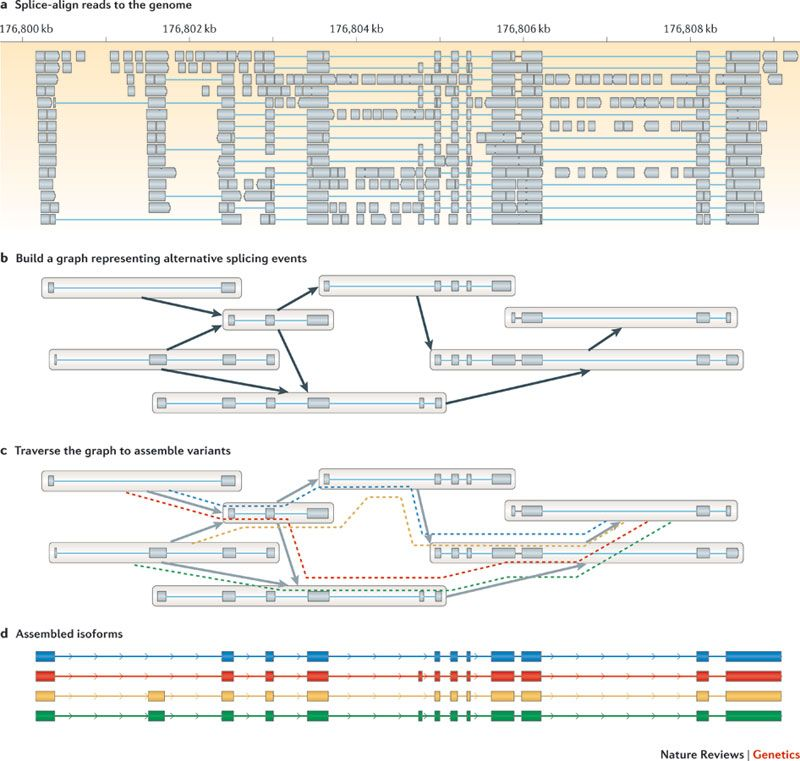 a Splice-align reads to the genome
176,800 kb 176,802 kb 176,804 kb 176,806 kb 176,808 kb
b Build a graph representing alternative splicing events
c Traverse the graph to assemble variants
d Assembled isoforms
Nature Reviews | Genetics